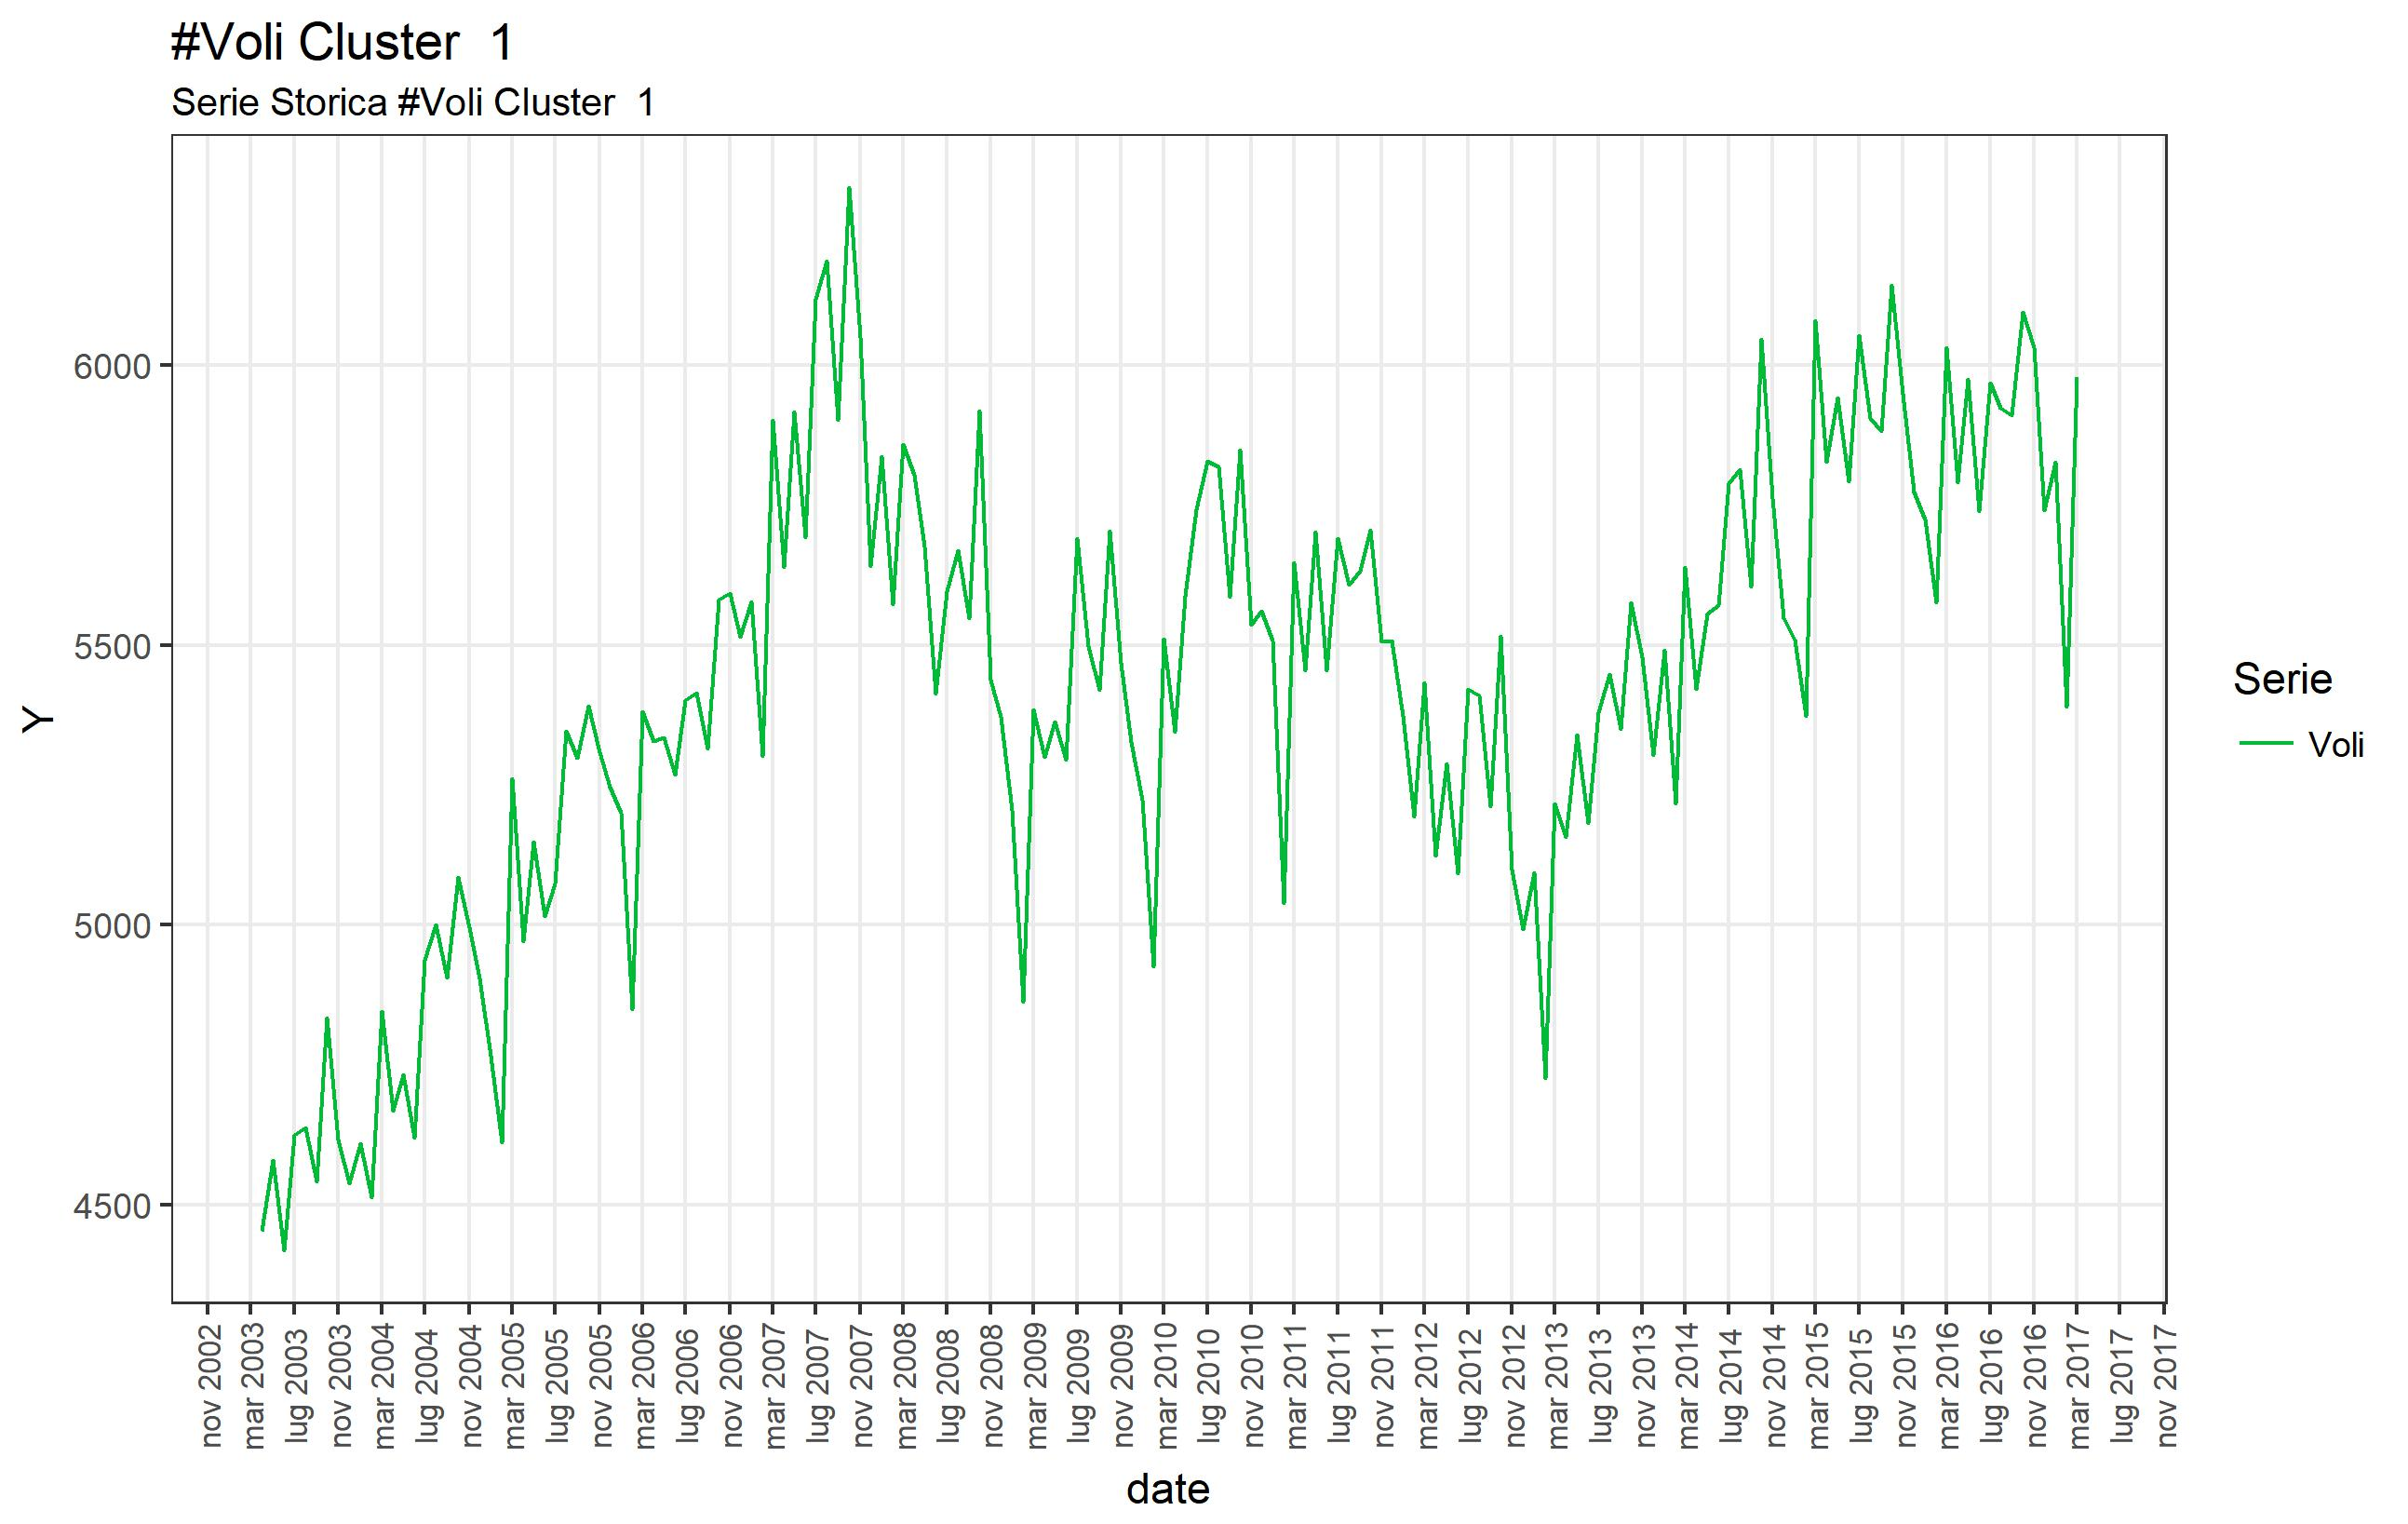 #Voli Cluster  1
Serie Storica #Voli Cluster  1
Y
6000
5500
5000
4500
nov 2002
mar 2003
lug 2003
nov 2003
mar 2004
lug 2004
nov 2004
mar 2005
lug 2005
nov 2005
mar 2006
lug 2006
nov 2006
mar 2007
lug 2007
nov 2007
mar 2008
lug 2008
nov 2008
mar 2009
lug 2009
nov 2009
mar 2010
lug 2010
nov 2010
mar 2011
lug 2011
nov 2011
mar 2012
lug 2012
nov 2012
mar 2013
lug 2013
nov 2013
mar 2014
lug 2014
nov 2014
mar 2015
lug 2015
nov 2015
mar 2016
lug 2016
nov 2016
mar 2017
lug 2017
nov 2017
date
Serie
Voli